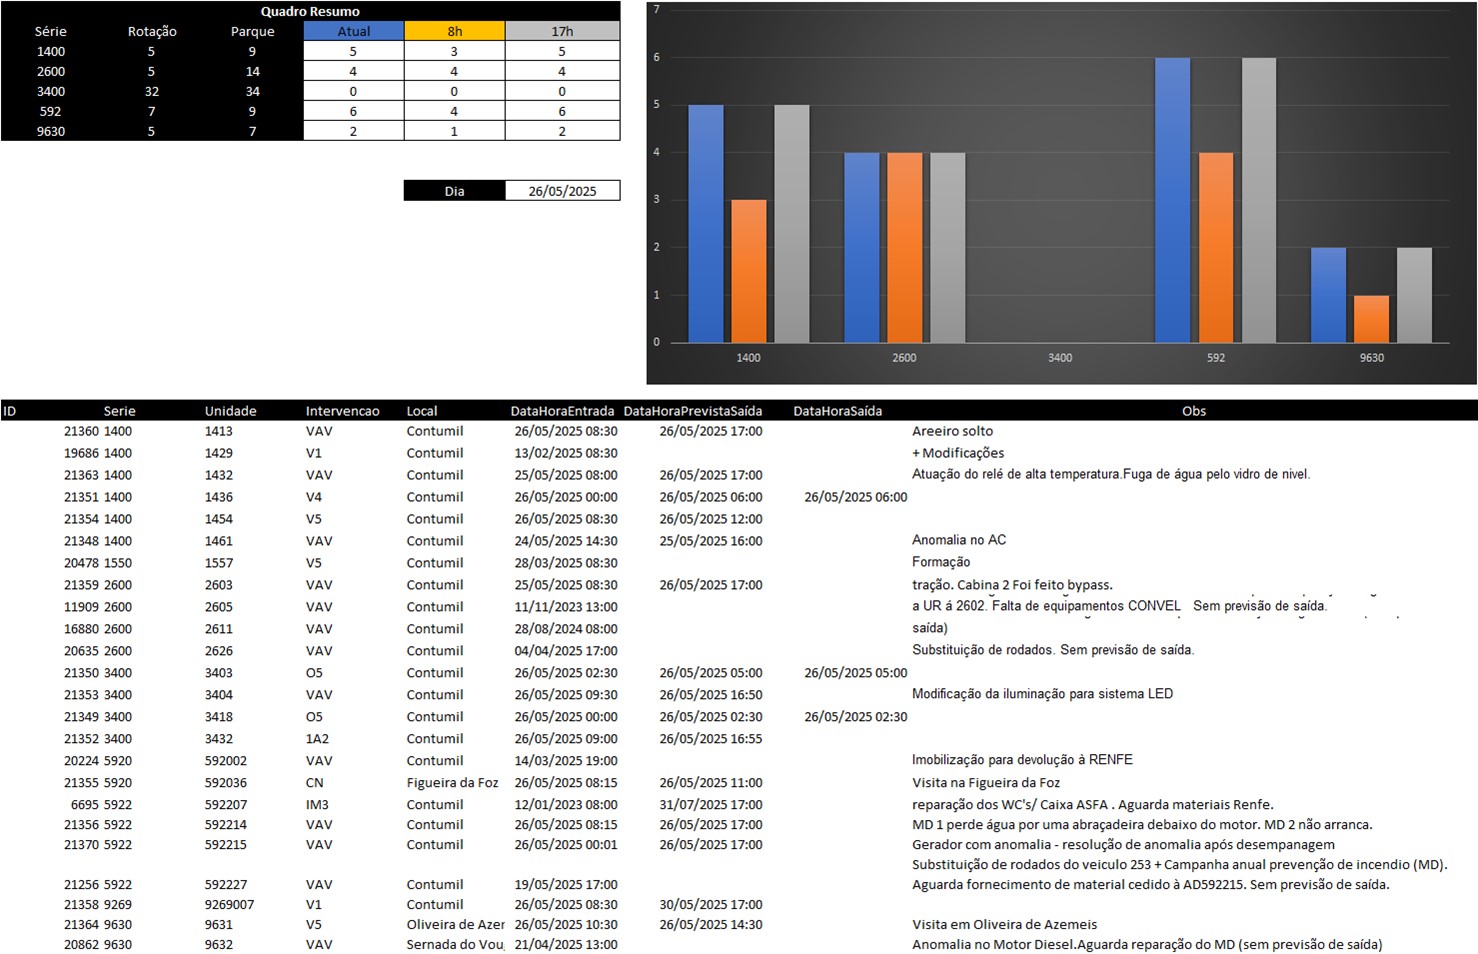 Quadro Resumo
Série Rotação Parque Atual 8h 17h
1400 5 9 5 3 5
2600 5 14 4 4 4
3400 32 34 0 0 0
592 7 9 6 4 6
9630 5 7 2 1 2
Dia 26/05/2025
7
6
5
4
3
2
1
0
1400 2600 3400 592 9630
ID Serie Unidade Intervencao Local DataHoraEntrada DataHoraPrevistaSaída DataHoraSaída Obs
21360 1400 1413 VAV Contumil 26/05/2025 08:30 26/05/2025 17:00 Areeiro solto
19686 1400 1429 V1 Contumil 13/02/2025 08:30 + Modificações
21363 1400 1432 VAV Contumil 25/05/2025 08:00 26/05/2025 17:00 Atuação do relé de alta temperatura.Fuga de água pelo vidro de nivel.
21351 1400 1436 V4 Contumil 26/05/2025 00:00 26/05/2025 06:00 26/05/2025 06:00
21354 1400 1454 V5 Contumil 26/05/2025 08:30 26/05/2025 12:00
21348 1400 1461 VAV Contumil 24/05/2025 14:30 25/05/2025 16:00 Anomalia no AC
20478 1550 1557 V5 Contumil 28/03/2025 08:30 Formação
21359 2600 2603 VAV Contumil 25/05/2025 08:30 26/05/2025 17:00 tração. Cabina 2 Foi feito bypass.
11909 2600 2605 VAV Contumil 11/11/2023 13:00 a UR á 2602. Falta de equipamentos CONVEL Sem previsão de saída.
16880 2600 2611 VAV Contumil 28/08/2024 08:00 saída)
20635 2600 2626 VAV Contumil 04/04/2025 17:00 Substituição de rodados. Sem previsão de saída.
21350 3400 3403 O5 Contumil 26/05/2025 02:30 26/05/2025 05:00 26/05/2025 05:00
21353 3400 3404 VAV Contumil 26/05/2025 09:30 26/05/2025 16:50 Modificação da iluminação para sistema LED
21349 3400 3418 O5 Contumil 26/05/2025 00:00 26/05/2025 02:30 26/05/2025 02:30
21352 3400 3432 1A2 Contumil 26/05/2025 09:00 26/05/2025 16:55
20224 5920 592002 VAV Contumil 14/03/2025 19:00 Imobilização para devolução à RENFE
21355 5920 592036 CN Figueira da Foz 26/05/2025 08:15 26/05/2025 11:00 Visita na Figueira da Foz
6695 5922 592207 IM3 Contumil 12/01/2023 08:00 31/07/2025 17:00 reparação dos WC's/ Caixa ASFA . Aguarda materiais Renfe.
21356 5922 592214 VAV Contumil 26/05/2025 08:15 26/05/2025 17:00 MD 1 perde água por uma abraçadeira debaixo do motor. MD 2 não arranca.
21370 5922 592215 VAV Contumil 26/05/2025 00:01 26/05/2025 17:00 Gerador com anomalia - resolução de anomalia após desempanagem
Substituição de rodados do veiculo 253 + Campanha anual prevenção de incendio (MD).
21256 5922 592227 VAV Contumil 19/05/2025 17:00 Aguarda fornecimento de material cedido à AD592215. Sem previsão de saída.
21358 9269 9269007 V1 Contumil 26/05/2025 08:30 30/05/2025 17:00
21364 9630 9631 V5 Oliveira de Azer 26/05/2025 10:30 26/05/2025 14:30 Visita em Oliveira de Azemeis
20862 9630 9632 VAV Sernada do Vou 21/04/2025 13:00 Anomalia no Motor Diesel.Aguarda reparação do MD (sem previsão de saída)